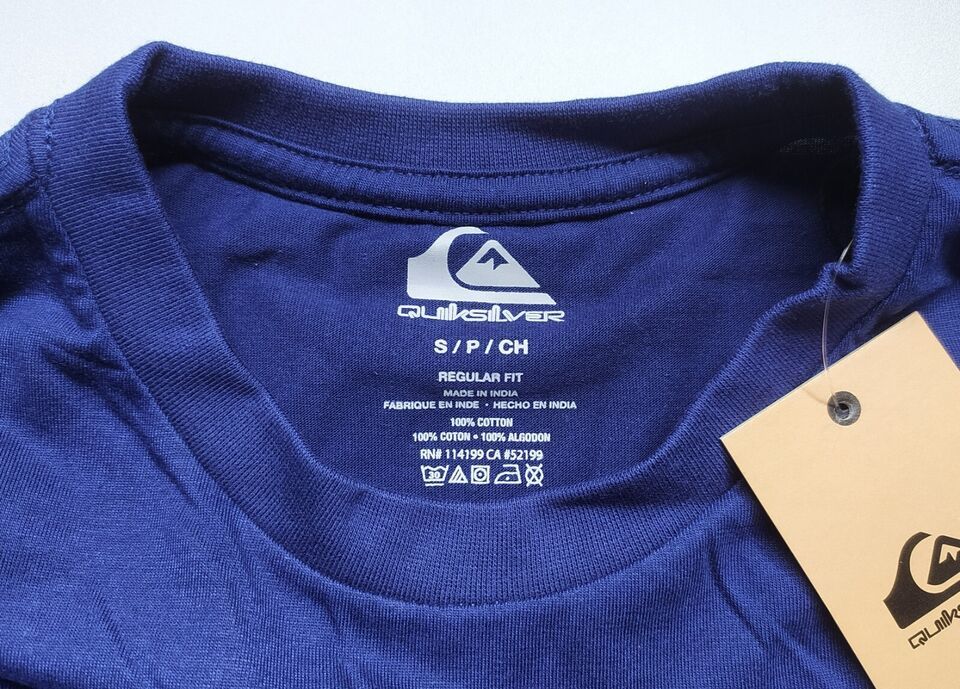 QUIKSILVER
S / P / CH
REGULAR FIT
MADE IN INDIA
FABRIQUE EN INDE • HECHO EN INDIA
100% COTTON
100% COTON • 100% ALGODON
RN# 114199 CA #52199
30